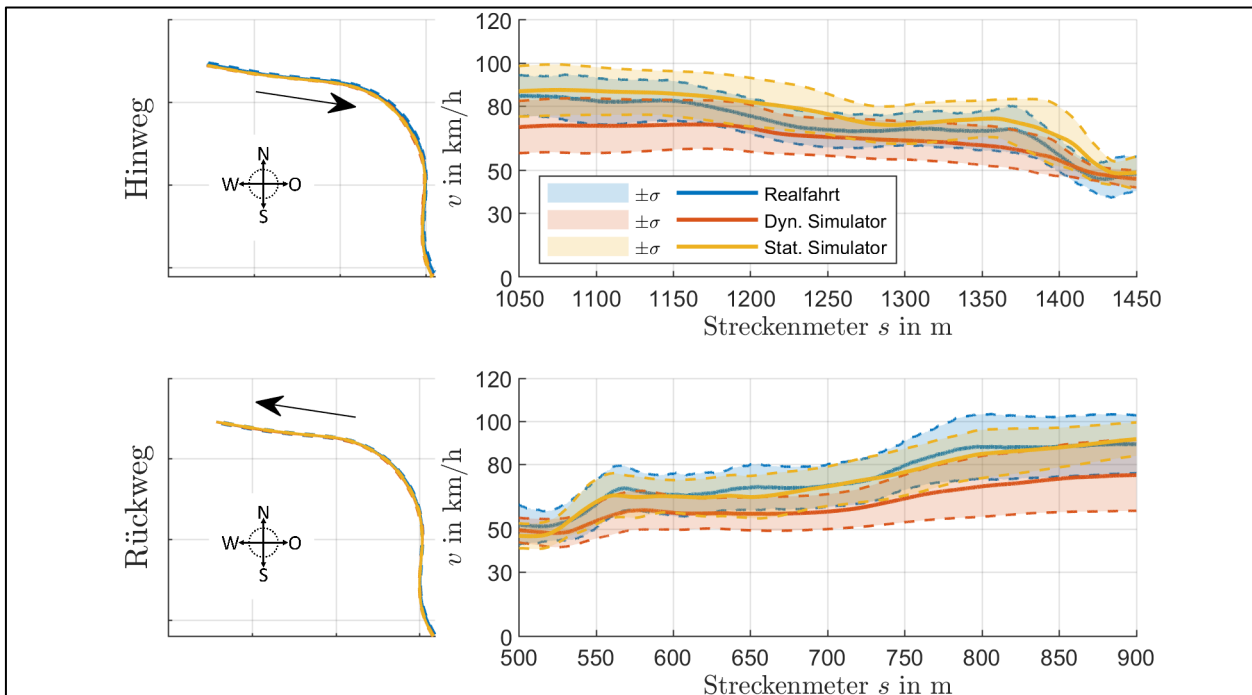 Hinweg
N
W O
S
v in km/h
120
100
80
50
30
0
±σ Realfahrt
±σ Dyn. Simulator
±σ Stat. Simulator
1050 1100 1150 1200 1250 1300 1350 1400 1450
Streckenmeter s in m
Rückweg
N
W O
S
v in km/h
120
100
80
50
30
0
500 550 600 650 700 750 800 850 900
Streckenmeter s in m